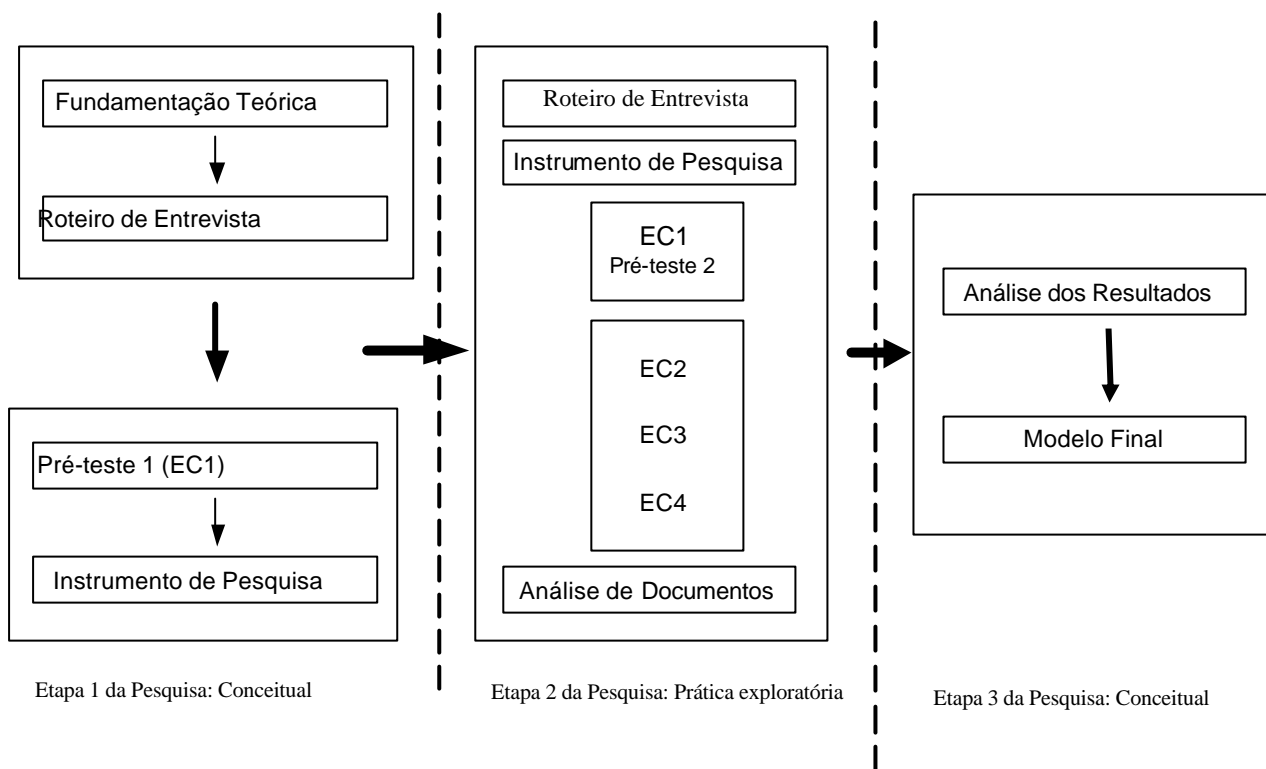 Fundamentação Teórica
Roteiro de Entrevista
Pré-teste 1 (EC1)
Instrumento de Pesquisa
Etapa 1 da Pesquisa: Conceitual
Roteiro de Entrevista
Instrumento de Pesquisa
EC1
Pré-teste 2
EC2
EC3
EC4
Análise de Documentos
Etapa 2 da Pesquisa: Prática exploratória
Análise dos Resultados
Modelo Final
Etapa 3 da Pesquisa: Conceitual